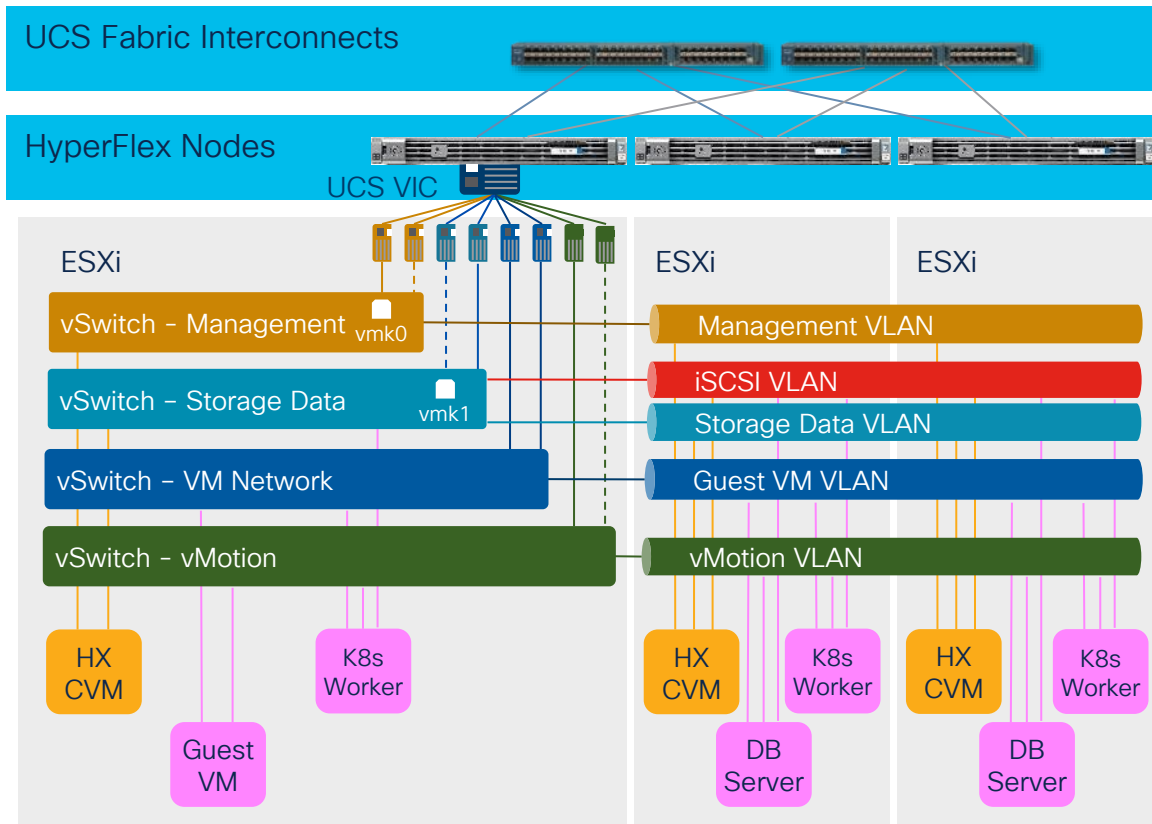 UCS Fabric Interconnects
HyperFlex Nodes
UCS VIC
ESXi
ESXi
ESXi
vSwitch - Management
vmk0
Management VLAN
iSCSI VLAN
vSwitch - Storage Data
vmk1
Storage Data VLAN
vSwitch - VM Network
Guest VM VLAN
vSwitch - vMotion
vMotion VLAN
HX
CVM
K8s
Worker
HX
CVM
K8s
Worker
HX
CVM
K8s
Worker
Guest
VM
DB
Server
DB
Server